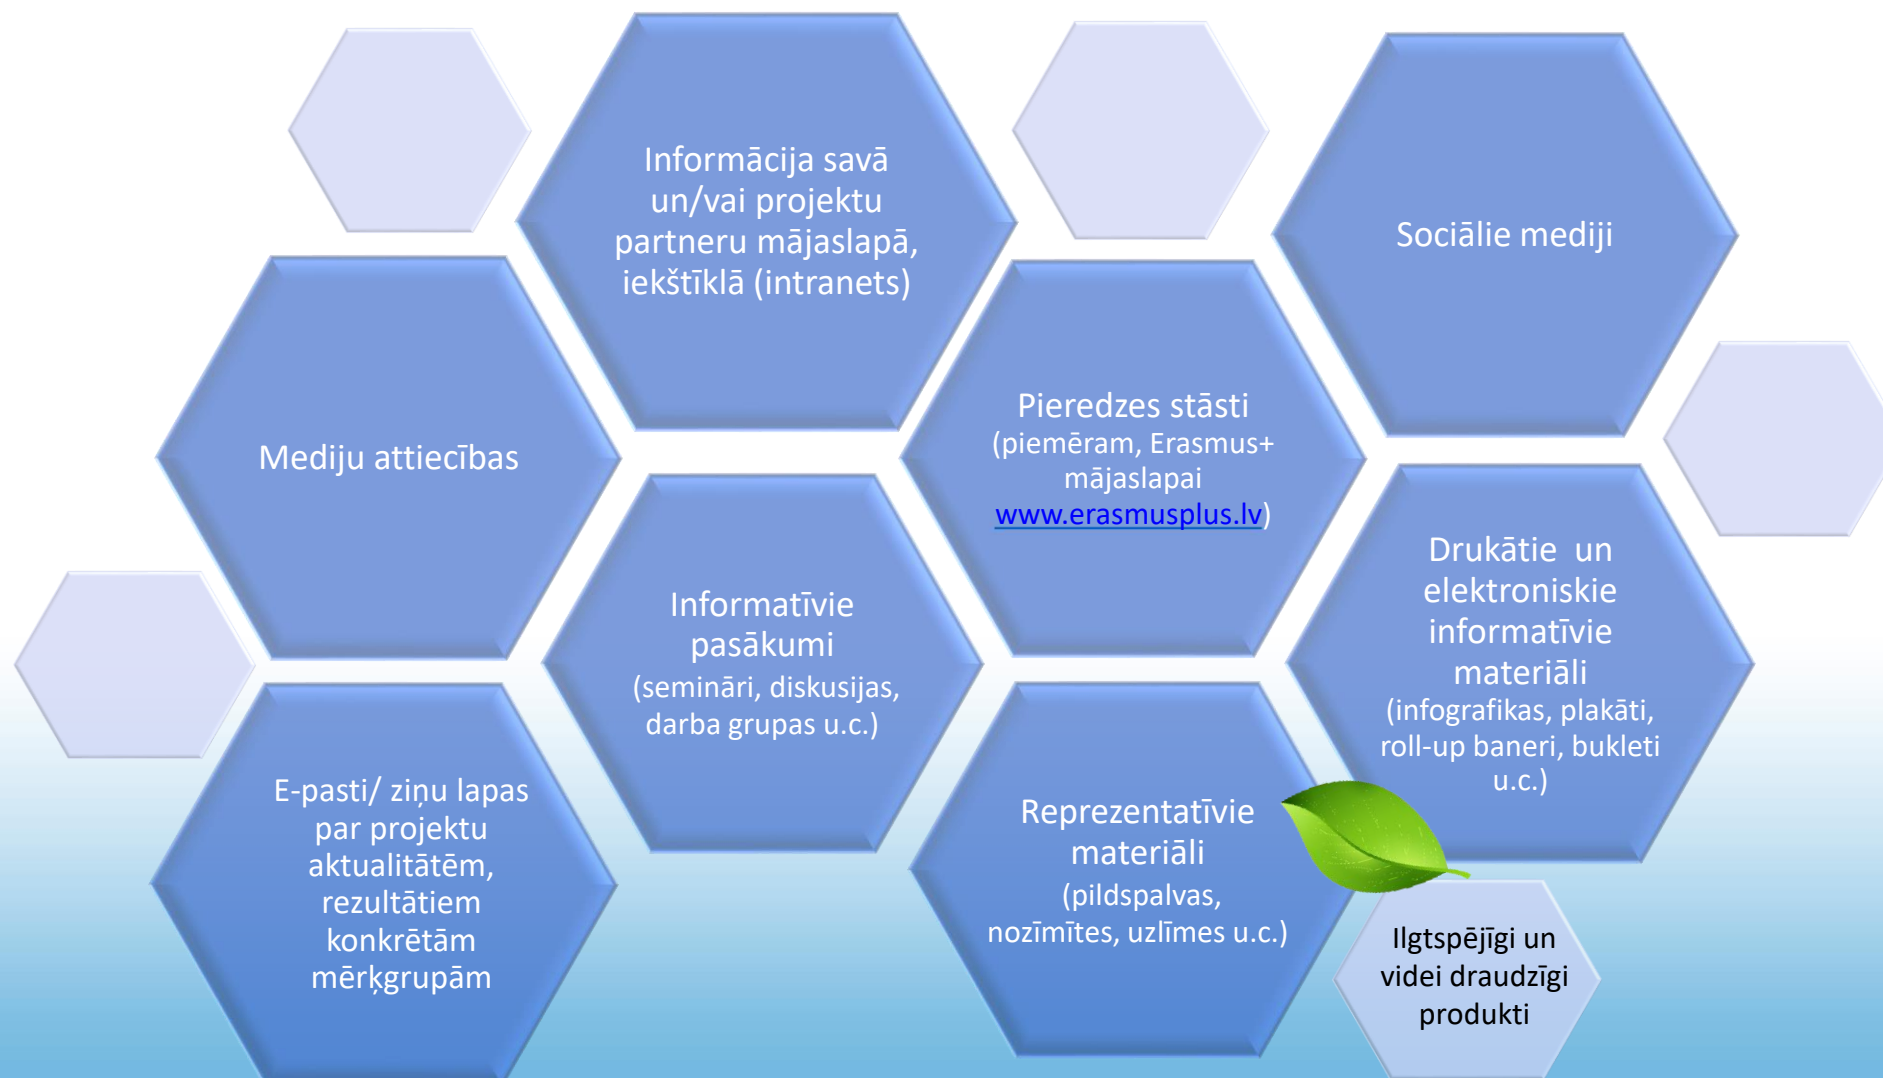 Informācija savā
un/vai projektu
partneru mājaslapā,
iekštīklā (intranets)
Sociālie mediji
Mediju attiecības
Pieredzes stāsti
(piemēram, Erasmus+
mājaslapai
www.erasmusplus.lv)
Informatīvie
pasākumi
(semināri, diskusijas,
darba grupas u.c.)
Drukātie un
elektroniskie
informatīvie
materiāli
(infografikas, plakāti,
roll-up baneri, bukleti
u.c.)
E-pasti/ ziņu lapas
par projektu
aktualitātēm,
rezultātiem
konkrētām
mērķgrupām
Reprezentatīvie
materiāli
(pildspalvas,
nozīmītes, uzlīmes u.c.)
Ilgtspējīgi un
videi draudzīgi
produkti